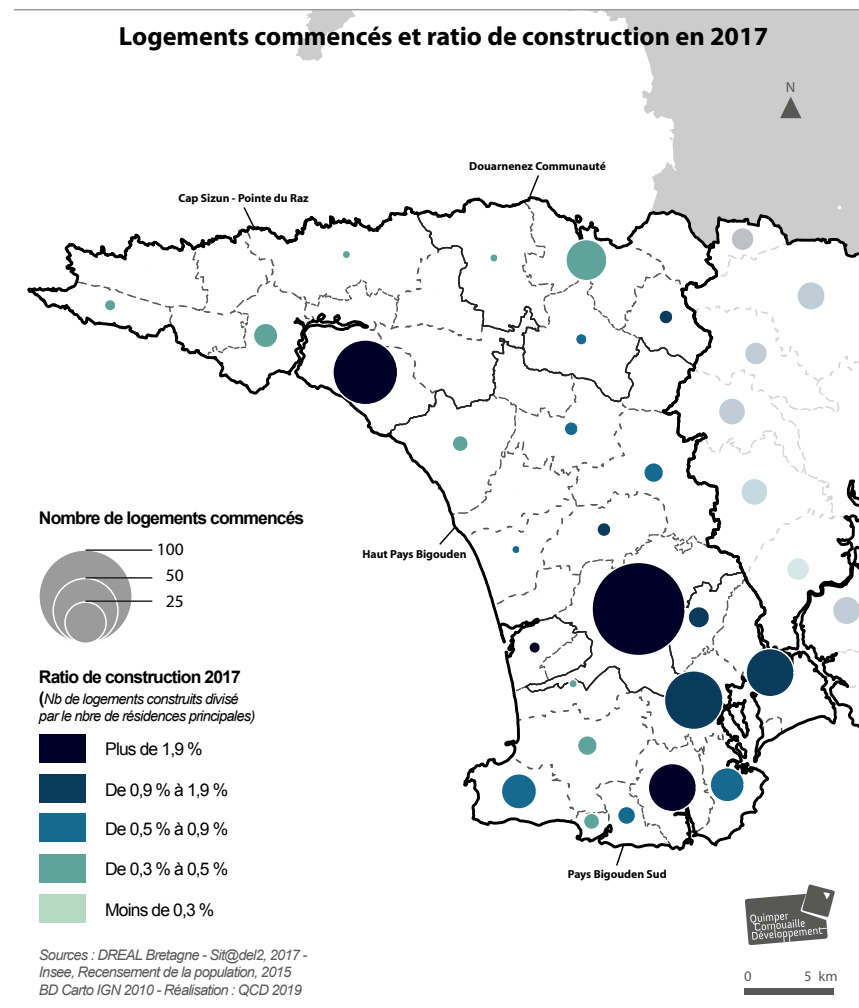 Logements commencés et ratio de construction en 2017
N
Douarnenez Communauté
Cap Sizun - Pointe du Raz
Nombre de logements commencés
100
50
25
Haut Pays Bigouden
Ratio de construction 2017
(Nb de logements construits divisé
par le nbre de résidences principales)
Plus de 1,9 %
De 0,9 % à 1,9 %
De 0,5 % à 0,9 %
De 0,3 % à 0,5 %
Moins de 0,3 %
Pays Bigouden Sud
Quimper
Cornouaille
Développement
Sources : DREAL Bretagne - Sit@del2, 2017 -
Insee, Recensement de la population, 2015
BD Carto IGN 2010 - Réalisation : QCD 2019
0 5 km